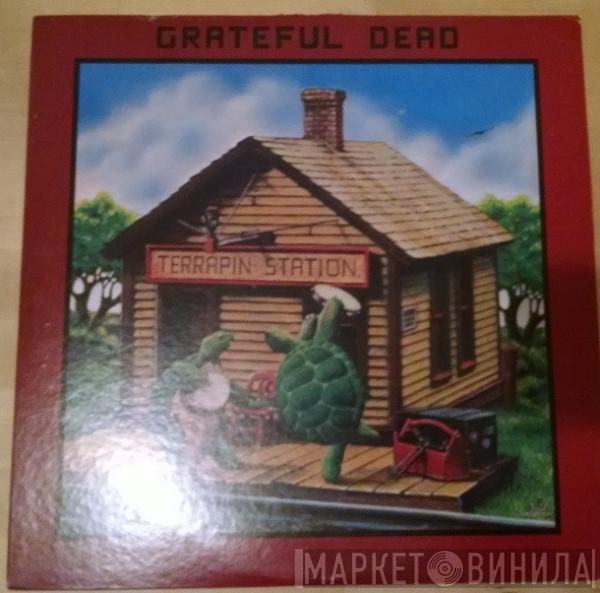 GRATEFUL DEAD
TERRAPIN STATION
МАРКЕТ ВИНИЛА